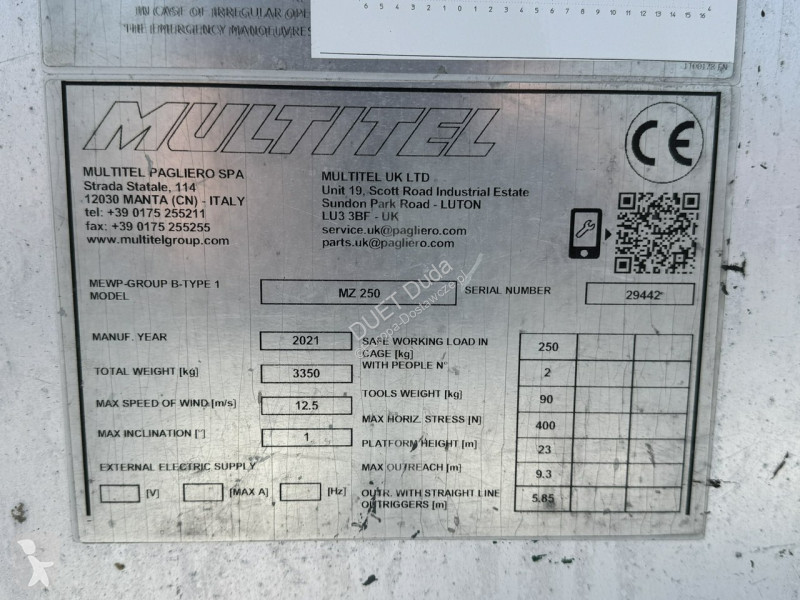 IN CASE OF IRREGULAR OPE
THE EMERGENCY MANOEUVRES
6 5 4 3 2 1 0 1 2 3 4 5 6 7 8 9 10 11 12 13 14 15 16
MULTITEL
CE
MULTITEL PAGLIERO SPA
Strada Statale, 114
12030 MANTA (CN) - ITALY
tel: +39 0175 255211
fax: +39 0175 255255
www.multitelgroup.com
MULTITEL UK LTD
Unit 19, Scott Road Industrial Estate
Sundon Park Road - LUTON
LU3 3BF - UK
service.uk@pagliero.com
parts.uk@pagliero.com
MEWP-GROUP B-TYPE 1
MODEL
MZ 250
SERIAL NUMBER
29442
MANUF. YEAR
2021
TOTAL WEIGHT [kg]
3350
MAX SPEED OF WIND [m/s]
12.5
MAX INCLINATION [°]
1
EXTERNAL ELECTRIC SUPPLY
[V] [MAX A] [Hz]
SAFE WORKING LOAD IN
CAGE [kg]
250
WITH PEOPLE N°
2
TOOLS WEIGHT [kg]
90
MAX HORIZ. STRESS [N]
400
PLATFORM HEIGHT [m]
23
MAX OUTREACH [m]
9.3
OUTR. WITH STRAIGHT LINE
OUTRIGGERS [m]
5.85
DUET Duda